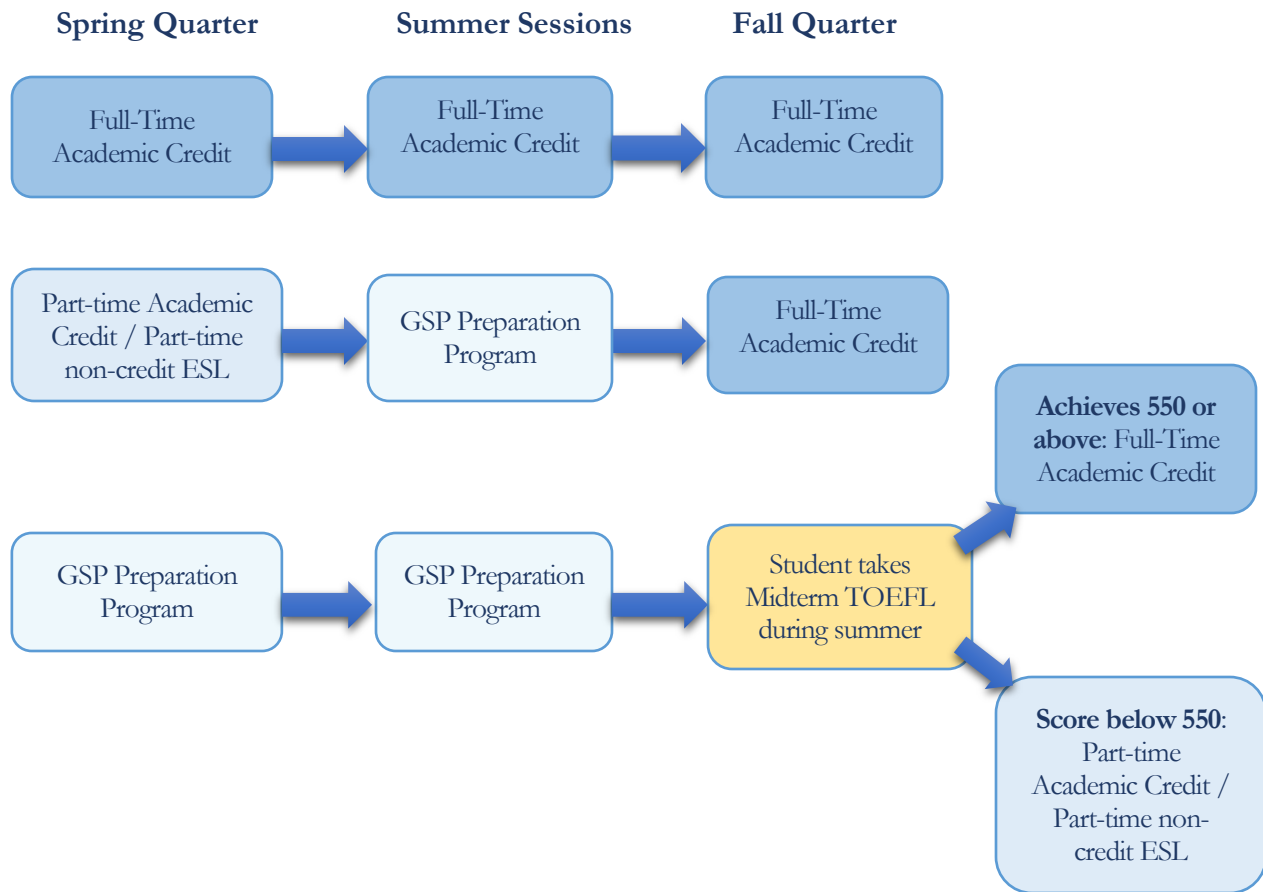 Spring Quarter
Summer Sessions
Fall Quarter
Full-Time
Academic Credit
Full-Time
Academic Credit
Full-Time
Academic Credit
Part-time Academic
Credit / Part-time
non-credit ESL
GSP Preparation
Program
Full-Time
Academic Credit
Achieves 550 or
above: Full-Time
Academic Credit
GSP Preparation
Program
GSP Preparation
Program
Student takes
Midterm TOEFL
during summer
Score below 550:
Part-time
Academic Credit /
Part-time non-
credit ESL